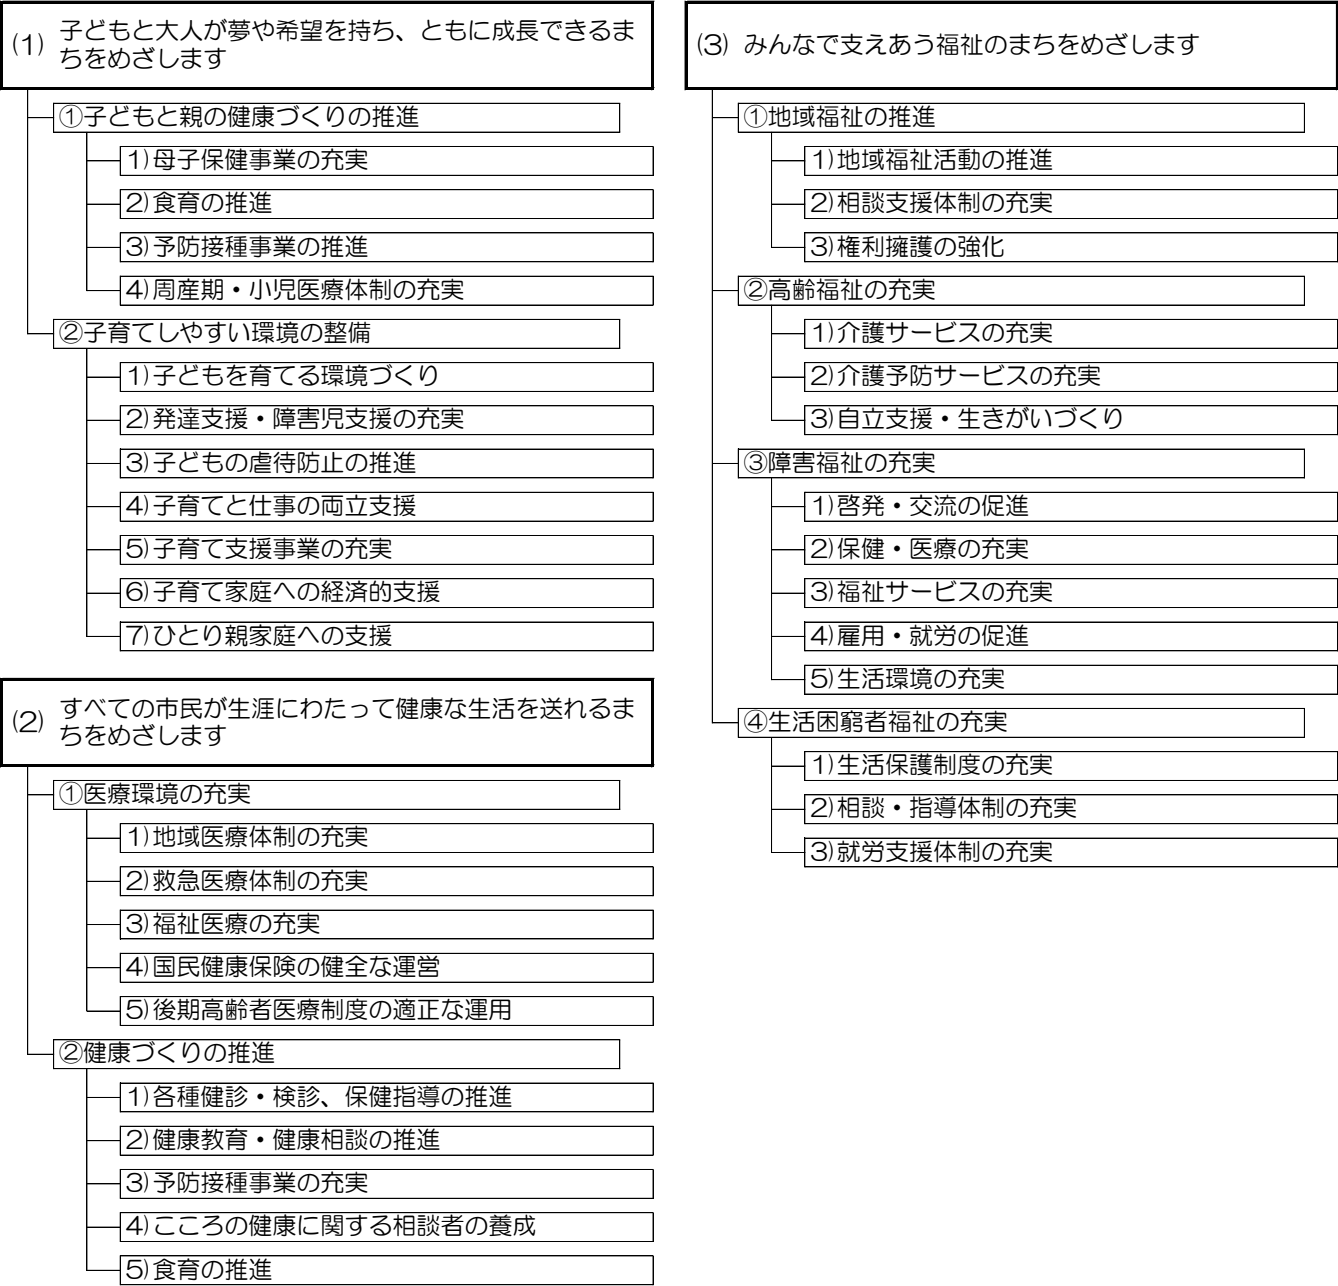 (1) 子どもと大人が夢や希望を持ち、ともに成長できるま
ちをめざします
①子どもと親の健康づくりの推進
1)母子保健事業の充実
2)食育の推進
3)予防接種事業の推進
4)周産期・小児医療体制の充実
②子育てしやすい環境の整備
1)子どもを育てる環境づくり
2)発達支援・障害児支援の充実
3)子どもの虐待防止の推進
4)子育てと仕事の両立支援
5)子育て支援事業の充実
6)子育て家庭への経済的支援
7)ひとり親家庭への支援
(2) すべての市民が生涯にわたって健康な生活を送れるま
ちをめざします
①医療環境の充実
1)地域医療体制の充実
2)救急医療体制の充実
3)福祉医療の充実
4)国民健康保険の健全な運営
5)後期高齢者医療制度の適正な運用
②健康づくりの推進
1)各種健診・検診、保健指導の推進
2)健康教育・健康相談の推進
3)予防接種事業の充実
4)こころの健康に関する相談者の養成
5)食育の推進
(3) みんなで支えあう福祉のまちをめざします
①地域福祉の推進
1)地域福祉活動の推進
2)相談支援体制の充実
3)権利擁護の強化
②高齢福祉の充実
1)介護サービスの充実
2)介護予防サービスの充実
3)自立支援・生きがいづくり
③障害福祉の充実
1)啓発・交流の促進
2)保健・医療の充実
3)福祉サービスの充実
4)雇用・就労の促進
5)生活環境の充実
④生活困窮者福祉の充実
1)生活保護制度の充実
2)相談・指導体制の充実
3)就労支援体制の充実